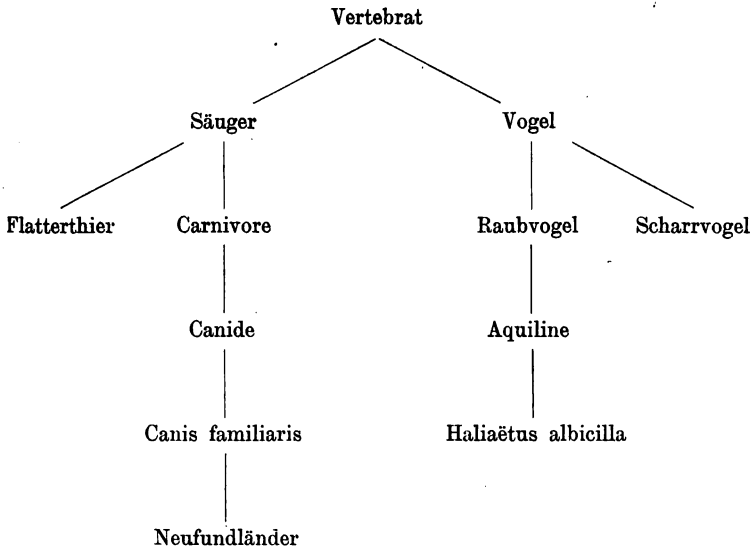 Vertebrat
Säuger Vogel
Flatterthier Carnivore Raubvogel Scharrvogel
Canide Aquiline
Canis familiaris Haliaëtus albicilla
Neufundländer